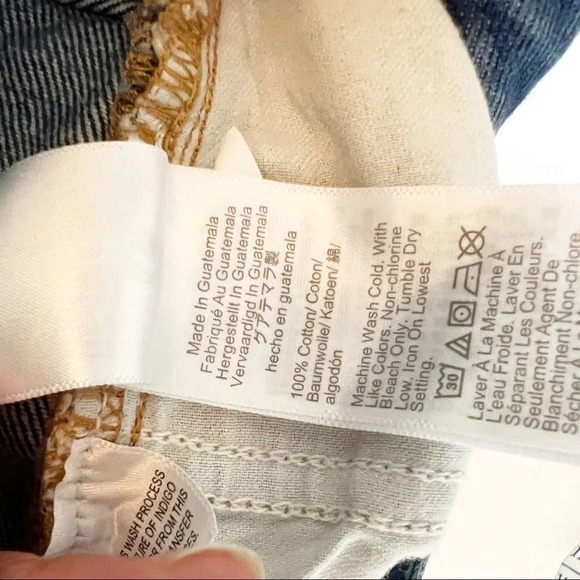 Made In Guatemala
Fabriqué Au Guatemala
Hergestellt In Guatemala
Vervaardigd In Guatemala
グアテマラ製
hecho en guatemala
100% Cotton/ Coton/
Baumwolle/ Katoen/ 綿/
algodón
Machine Wash Cold. With
Like Colors. Non-chlorine
Bleach Only. Tumble Dry
Low. Iron On Lowest
Setting.
30
Laver À La Machine À
L'eau Froide. Laver En
Séparant Les Couleurs.
Seulement Agent De
Blanchiment Non-chlore
WASH PROCESS
OF INDIGO
FROM THIS